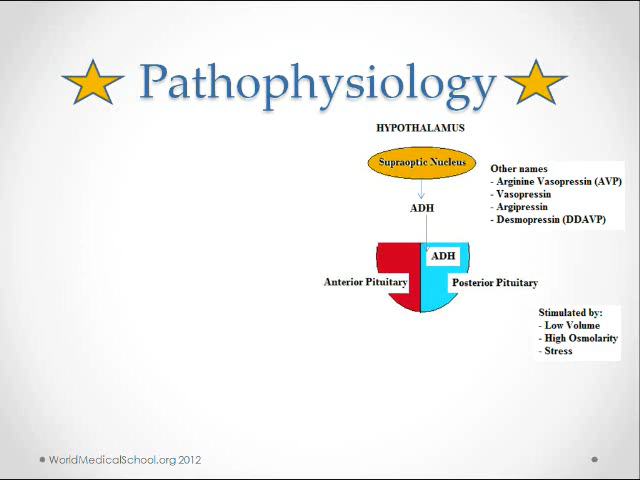 Pathophysiology
HYPOTHALAMUS
Supraoptic Nucleus
Other names
- Arginine Vasopressin (AVP)
- Vasopressin
- Argipressin
- Desmopressin (DDAVP)
ADH
ADH
Anterior Pituitary
Posterior Pituitary
Stimulated by:
- Low Volume
- High Osmolarity
- Stress
WorldMedicalSchool.org 2012